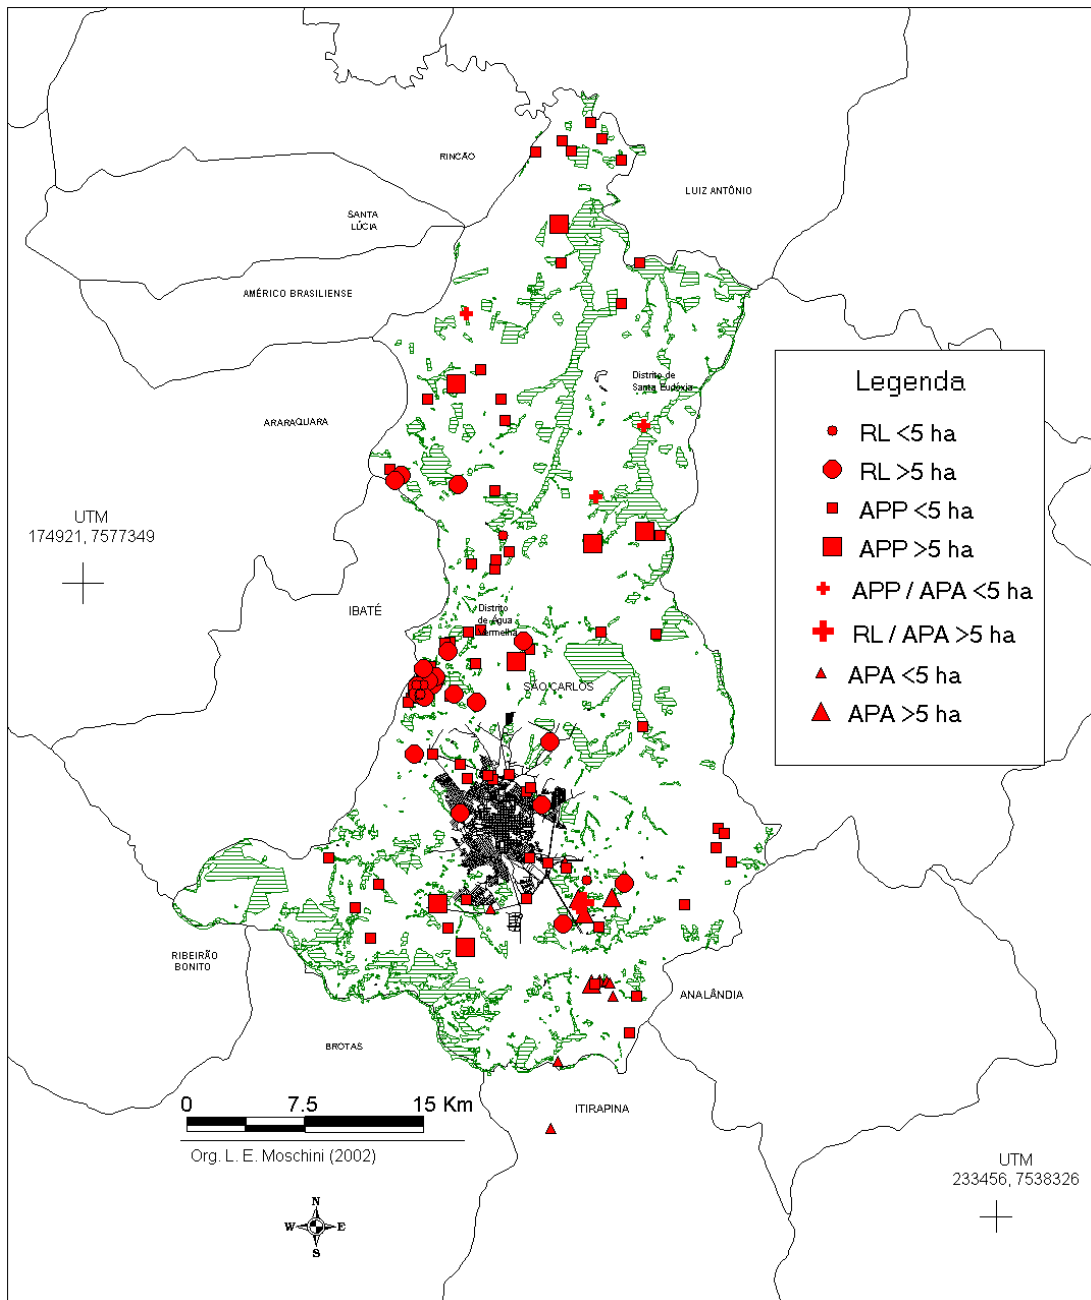 RINCÃO
LUIZ ANTÔNIO
SANTA
LÚCIA
AMÉRICO BRASILIENSE
Distrito de
Santa Eudóxia
ARARAQUARA
Legenda
RL <5 ha
RL >5 ha
APP <5 ha
APP >5 ha
APP / APA <5 ha
RL / APA >5 ha
APA <5 ha
APA >5 ha
UTM
174921, 7577349
IBATÉ
Distrito
de Água
Vermelha
SÃO CARLOS
RIBEIRÃO
BONITO
ANALÂNDIA
BROTAS
ITIRAPINA
0 7.5 15 Km
Org. L. E. Moschini (2002)
UTM
233456, 7538326
N
W E
S